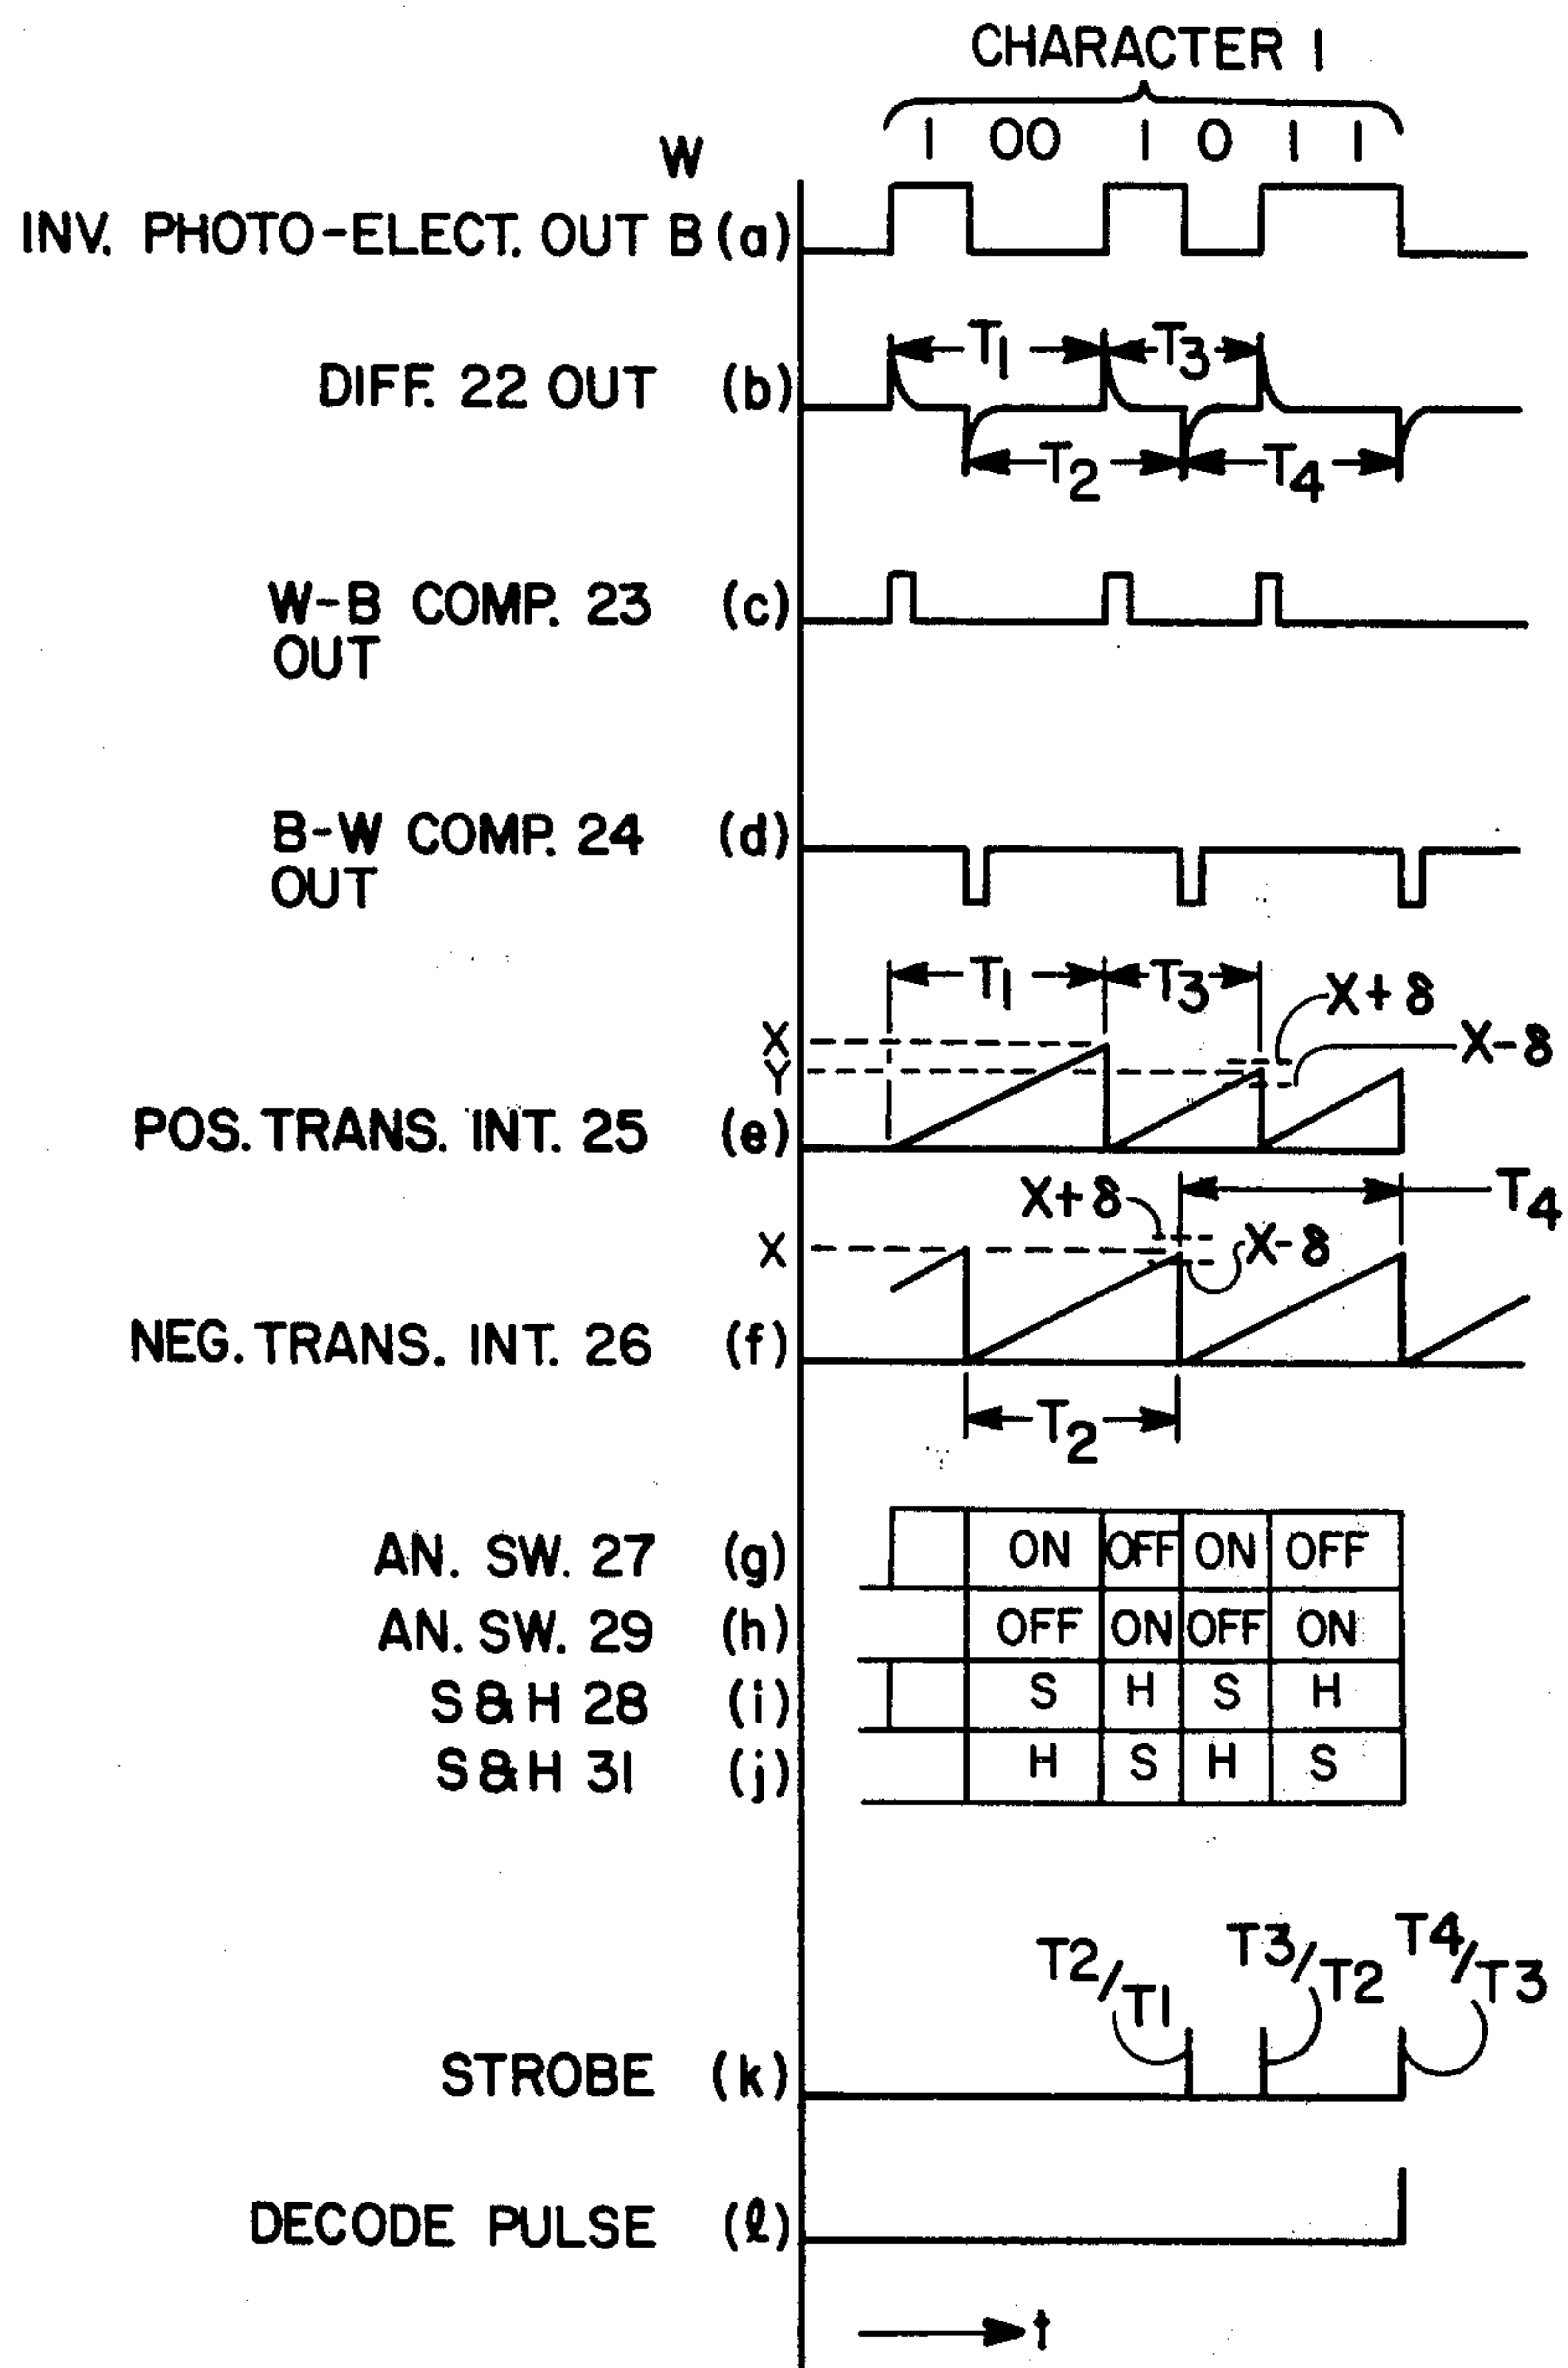 CHARACTER 1
1 00 1 0 1 1
W
INV. PHOTO-ELECT. OUT B (a)
T1 T3
DIFF. 22 OUT (b)
T2 T4
W-B COMP. 23 (c)
OUT
B-W COMP. 24 (d)
OUT
T1 T3 X+δ
X X-δ
Y
POS. TRANS. INT. 25 (e)
X+δ T4
X X-δ
NEG. TRANS. INT. 26 (f)
T2
AN. SW. 27 (g) ON OFF ON OFF
AN. SW. 29 (h) OFF ON OFF ON
S&H 28 (i) S H S H
S&H 31 (j) H S H S
T2/T1 T3/T2 T4/T3
STROBE (k)
DECODE PULSE (ℓ)
t